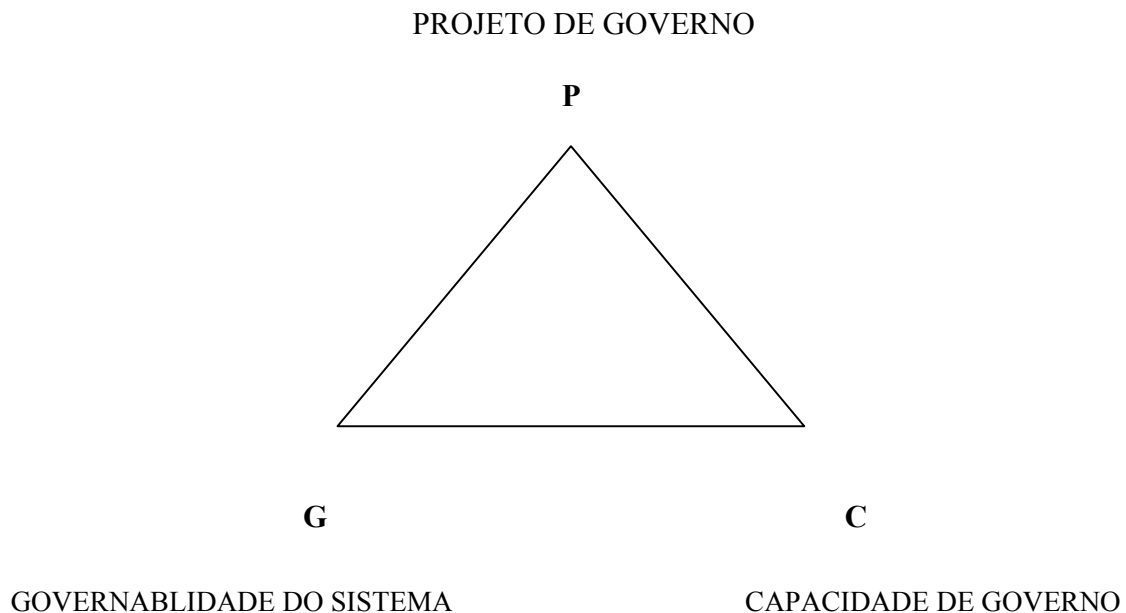 PROJETO DE GOVERNO
P
G C
GOVERNABLIDADE DO SISTEMA CAPACIDADE DE GOVERNO